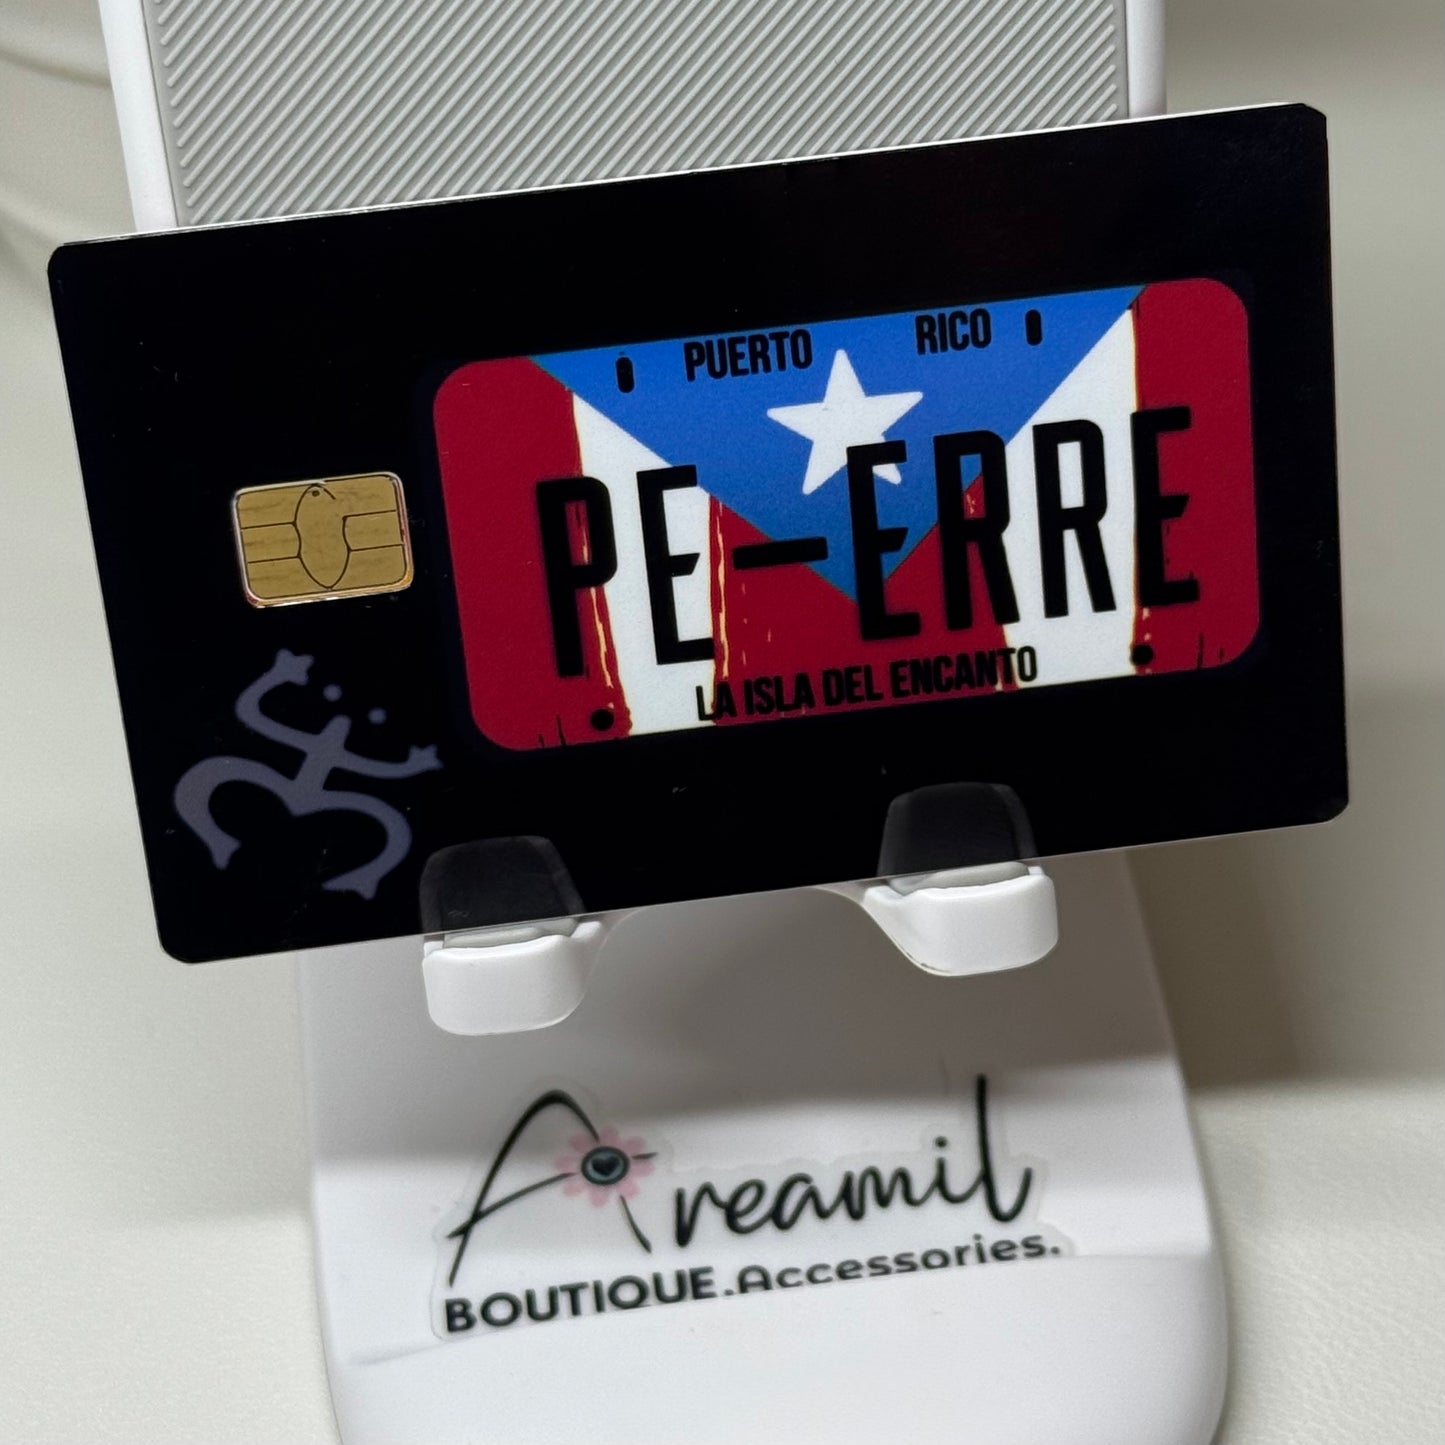 PUERTO RICO
PE-ERRE
LA ISLA DEL ENCANTO
Areamil
BOUTIQUE.Accessories.